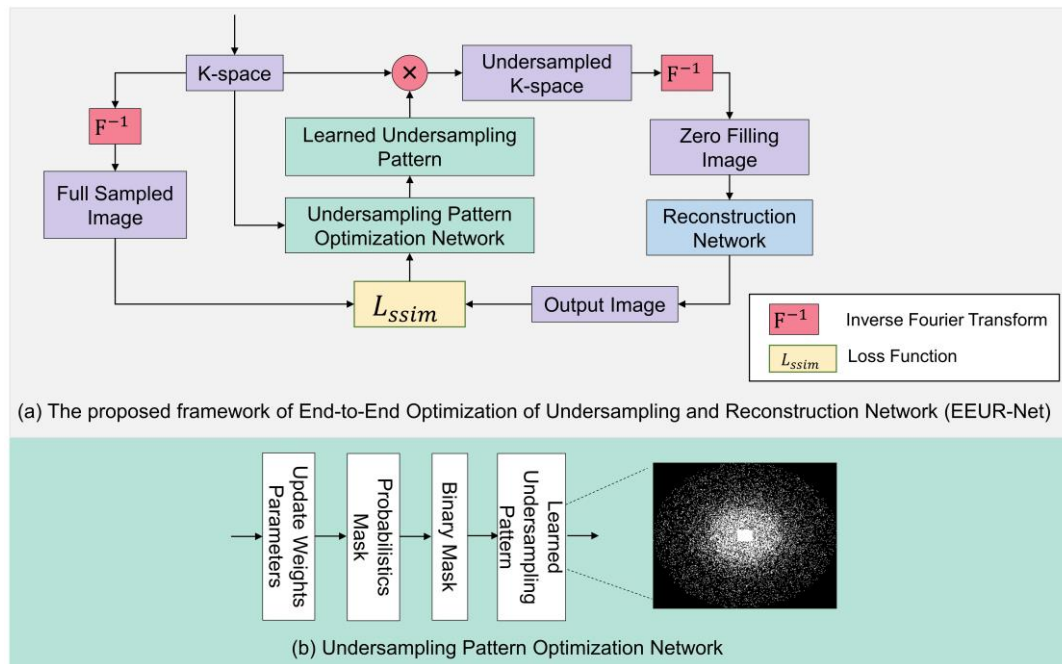 K-space
Undersampled
K-space
F⁻¹
F⁻¹
Learned Undersampling
Pattern
Zero Filling
Image
Full Sampled
Image
Undersampling Pattern
Optimization Network
Reconstruction
Network
L_ssim
Output Image
F⁻¹ Inverse Fourier Transform
L_ssim Loss Function
(a) The proposed framework of End-to-End Optimization of Undersampling and Reconstruction Network (EEUR-Net)
Update Weights
Parameters
Probabilistics
Mask
Binary Mask
Learned
Undersampling
Pattern
(b) Undersampling Pattern Optimization Network